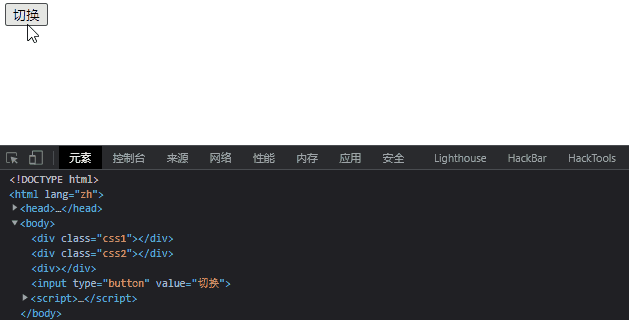 切换
元素 控制台 来源 网络 性能 内存 应用 安全 Lighthouse HackBar HackTools
<!DOCTYPE html>
<html lang="zh">
<head>…</head>
<body>
<div class="css1"></div>
<div class="css2"></div>
<div></div>
<input type="button" value="切换">
<script>…</script>
</body>